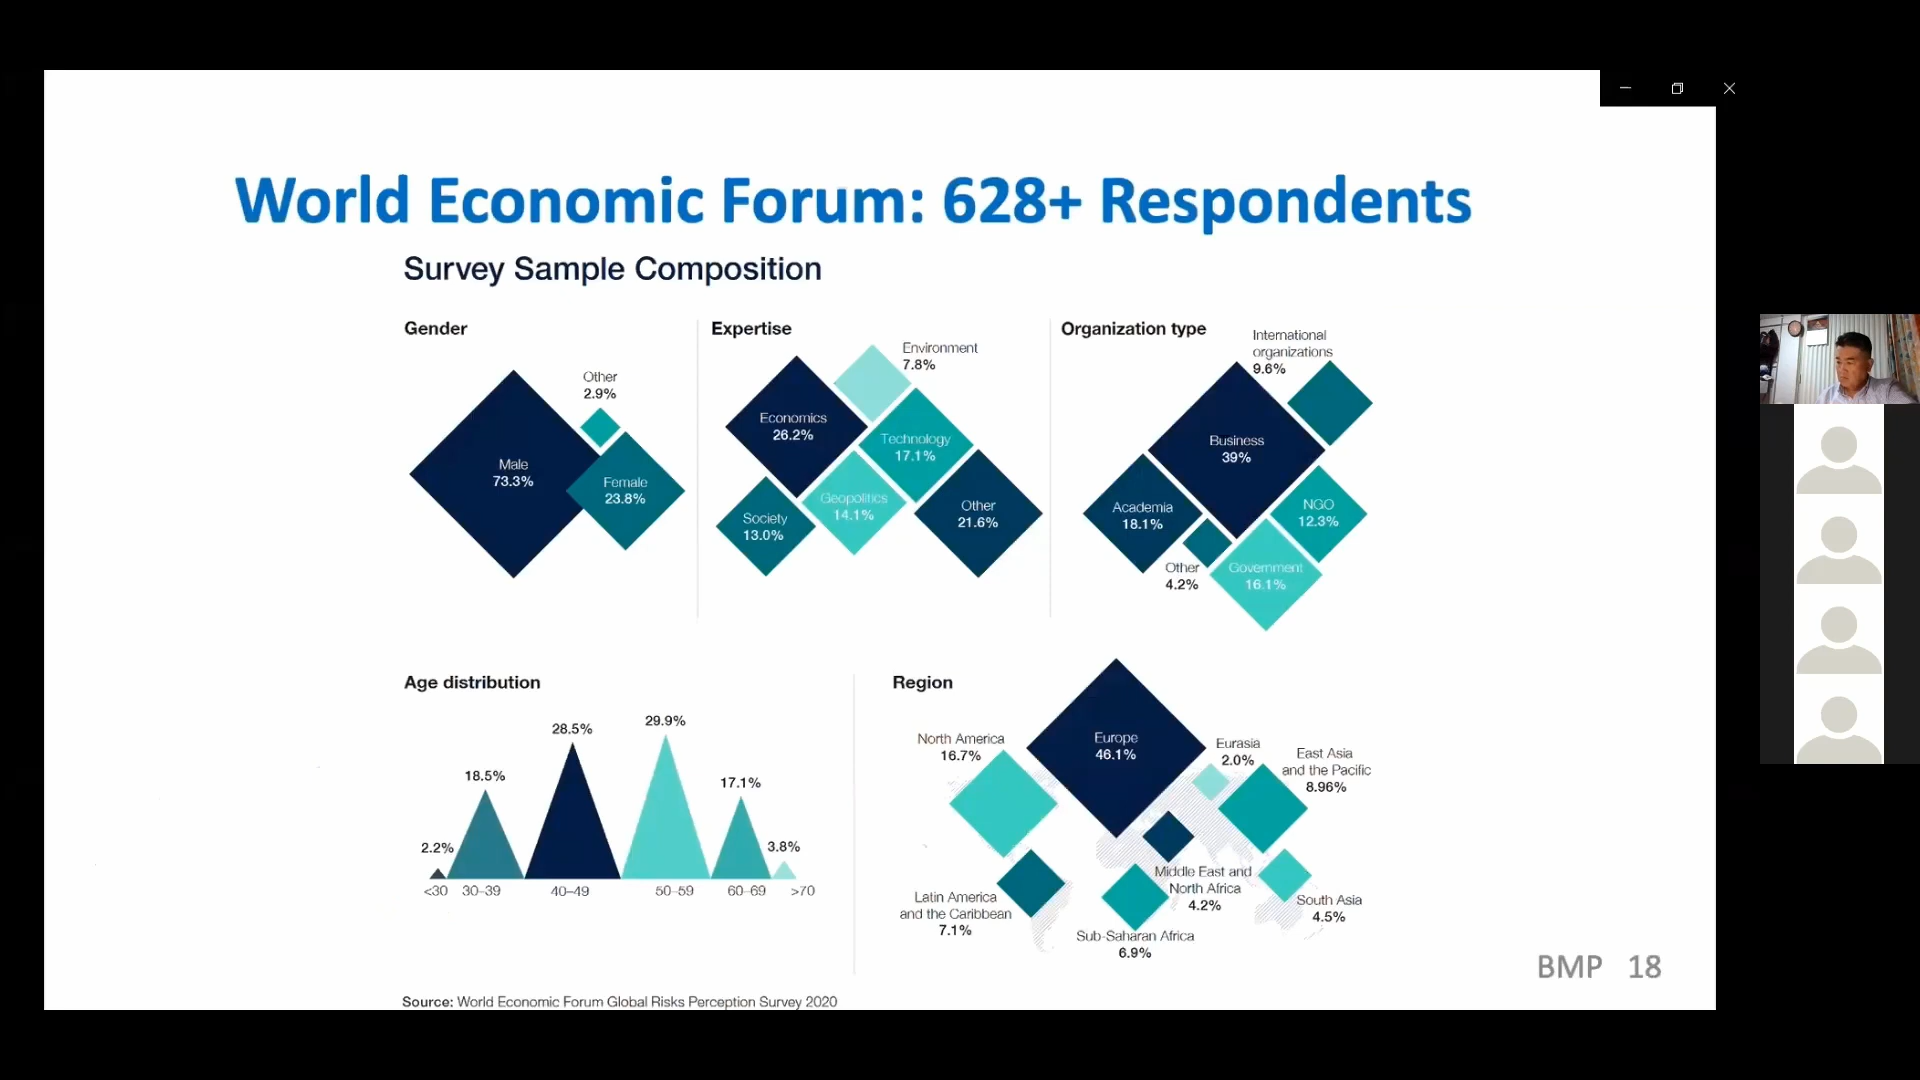 World Economic Forum: 628+ Respondents
Survey Sample Composition
Gender
Male
73.3%
Other
2.9%
Female
23.8%
Expertise
Economics
26.2%
Environment
7.8%
Technology
17.1%
Society
13.0%
Geopolitics
14.1%
Other
21.6%
Organization type
International
organizations
9.6%
Business
39%
Academia
18.1%
NGO
12.3%
Other
4.2%
Government
16.1%
Age distribution
2.2%
18.5%
28.5%
29.9%
17.1%
3.8%
<30
30–39
40–49
50–59
60–69
>70
Region
North America
16.7%
Europe
46.1%
Eurasia
2.0%
East Asia
and the Pacific
8.96%
Latin America
and the Caribbean
7.1%
Sub-Saharan Africa
6.9%
Middle East and
North Africa
4.2%
South Asia
4.5%
BMP 18
Source: World Economic Forum Global Risks Perception Survey 2020